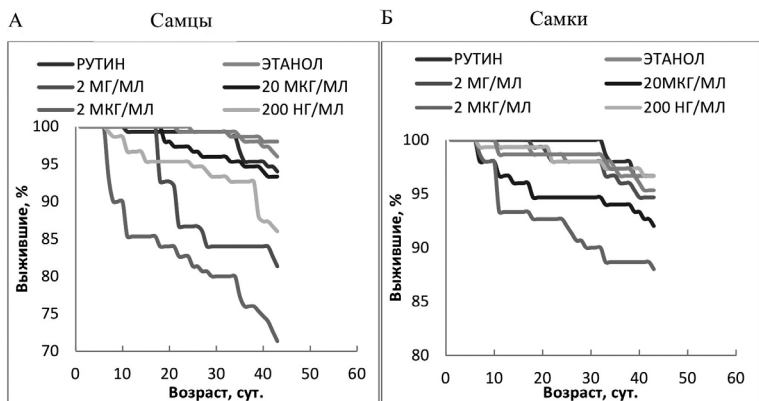 А Самцы
РУТИН ЭТАНОЛ
2 МГ/МЛ 20 МКГ/МЛ
2 МКГ/МЛ 200 НГ/МЛ
100
95
90
85
80
75
70
Выжившие, %
0 10 20 30 40 50 60
Возраст, сут.
Б Самки
РУТИН ЭТАНОЛ
2 МГ/МЛ 20МКГ/МЛ
2 МКГ/МЛ 200 НГ/МЛ
100
95
90
85
80
Выжившие, %
0 10 20 30 40 50 60
Возраст, сут.